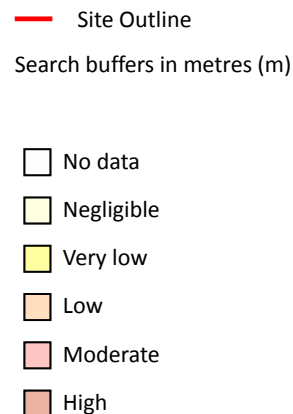 Site Outline
Search buffers in metres (m)
No data
Negligible
Very low
Low
Moderate
High